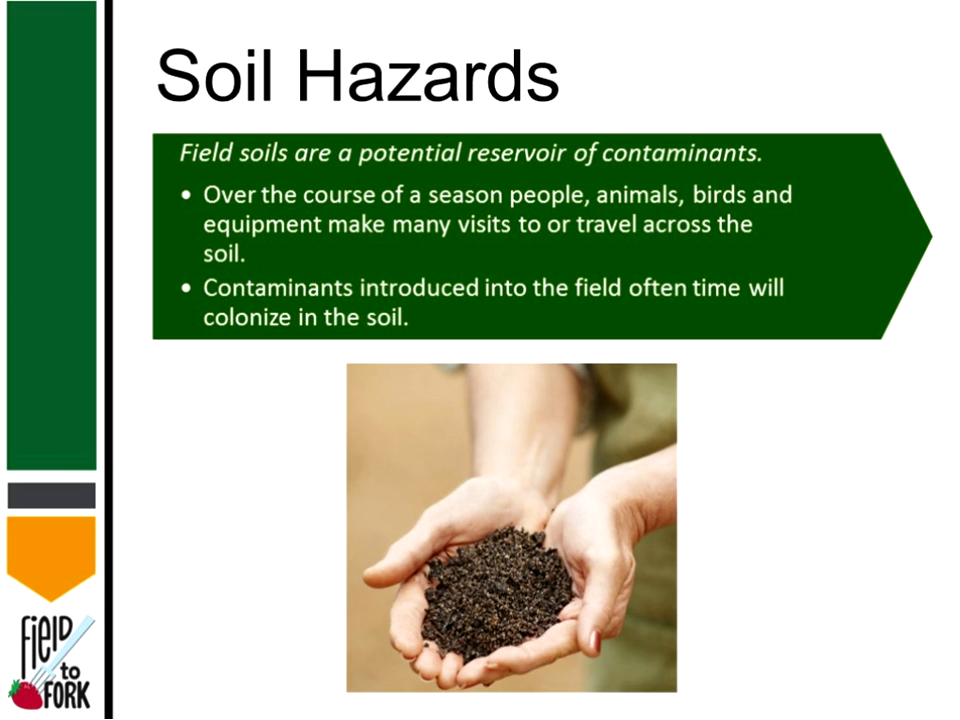 Soil Hazards
Field soils are a potential reservoir of contaminants.
• Over the course of a season people, animals, birds and
equipment make many visits to or travel across the
soil.
• Contaminants introduced into the field often time will
colonize in the soil.
Field
to
FORK